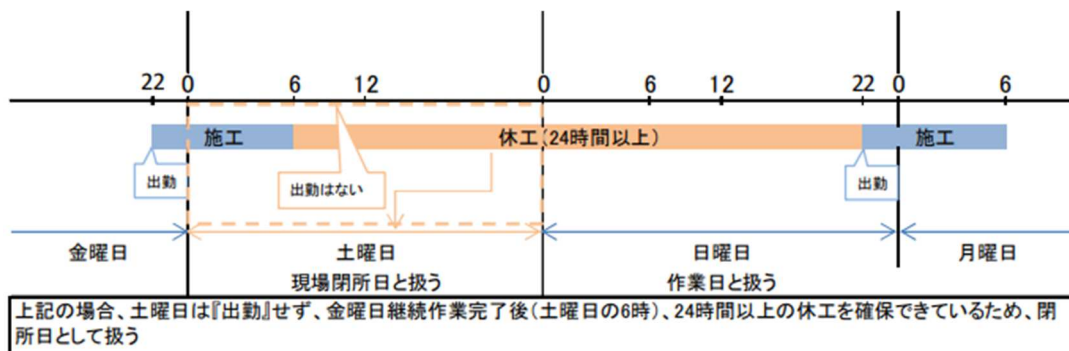 22 0 6 12 0 6 12 22 0 6
施工 休工(24時間以上) 施工
出勤 出勤はない 出勤
金曜日 土曜日 日曜日 月曜日
現場閉所日と扱う 作業日と扱う
上記の場合、土曜日は『出勤』せず、金曜日継続作業完了後(土曜日の6時)、24時間以上の休工を確保できているため、閉
所日として扱う